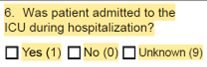 6. Was patient admitted to the
ICU during hospitalization?
☐ Yes (1) ☐ No (0) ☐ Unknown (9)